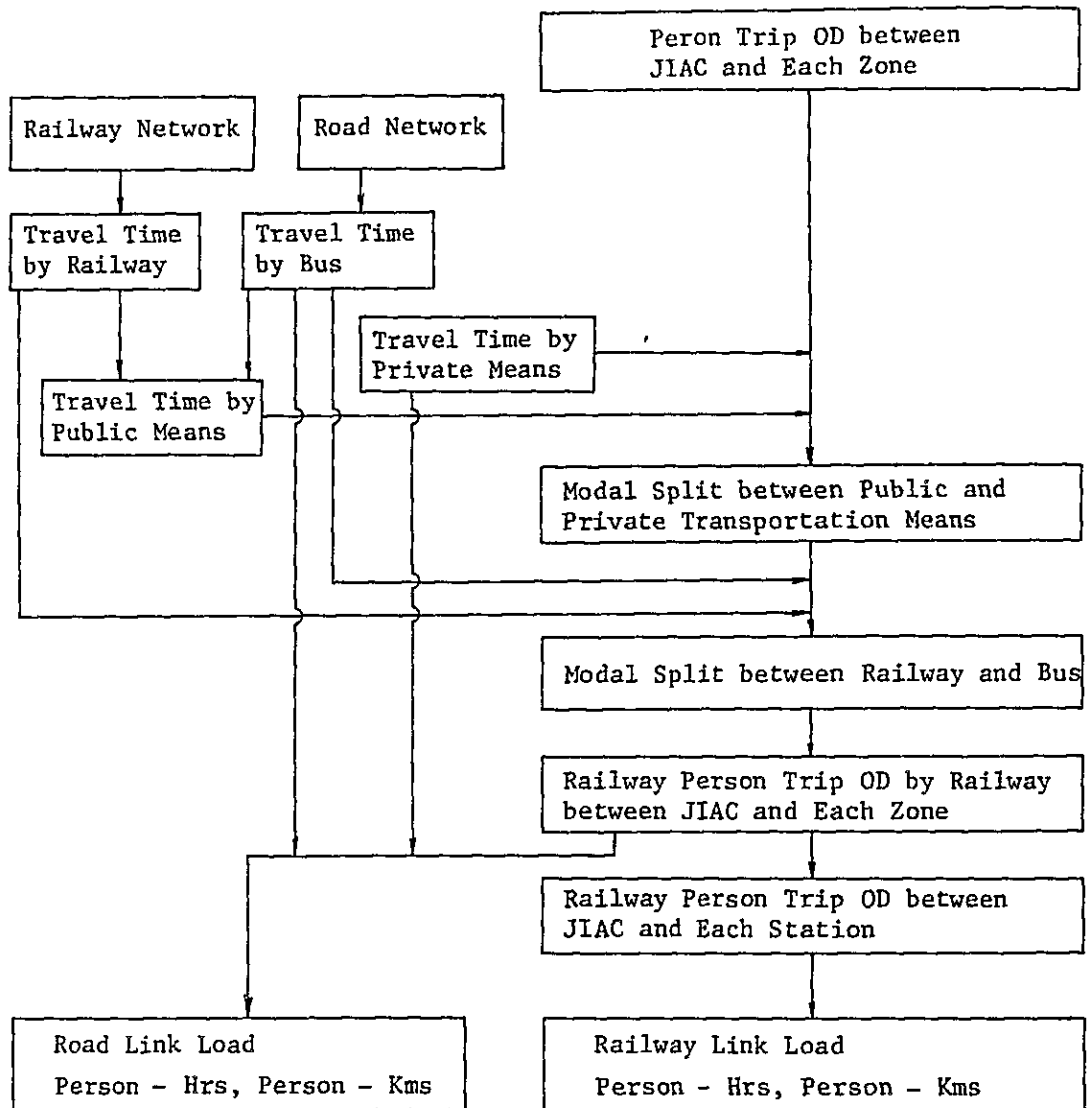 Peron Trip OD between
JIAC and Each Zone
Railway Network
Road Network
Travel Time
by Railway
Travel Time
by Bus
Travel Time by
Private Means
Travel Time by
Public Means
Modal Split between Public and
Private Transportation Means
Modal Split between Railway and Bus
Railway Person Trip OD by Railway
between JIAC and Each Zone
Railway Person Trip OD between
JIAC and Each Station
Road Link Load
Person - Hrs, Person - Kms
Railway Link Load
Person - Hrs, Person - Kms